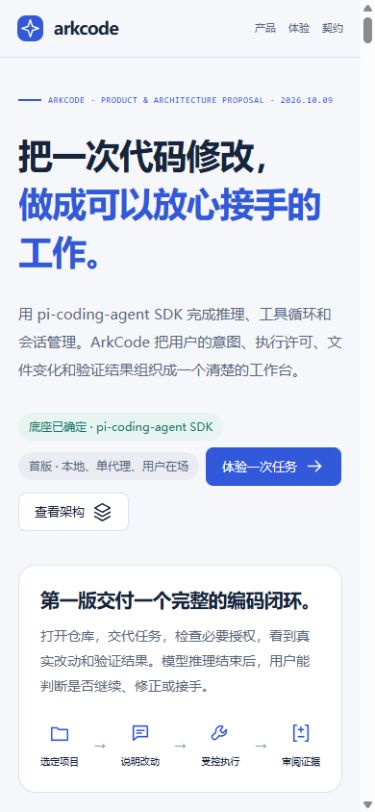 arkcode
产品 体验 契约
ARKCODE · PRODUCT & ARCHITECTURE PROPOSAL · 2026.10.09
把一次代码修改，
做成可以放心接手的
工作。
用 pi-coding-agent SDK 完成推理、工具循环和
会话管理。ArkCode 把用户的意图、执行许可、文
件变化和验证结果组织成一个清楚的工作台。
底座已确定 · pi-coding-agent SDK
首版 · 本地、单代理、用户在场
体验一次任务 →
查看架构
第一版交付一个完整的编码闭环。
打开仓库，交代任务，检查必要授权，看到真
实改动和验证结果。模型推理结束后，用户能
判断是否继续、修正或接手。
选定项目 → 说明改动 → 受控执行 → 审阅证据